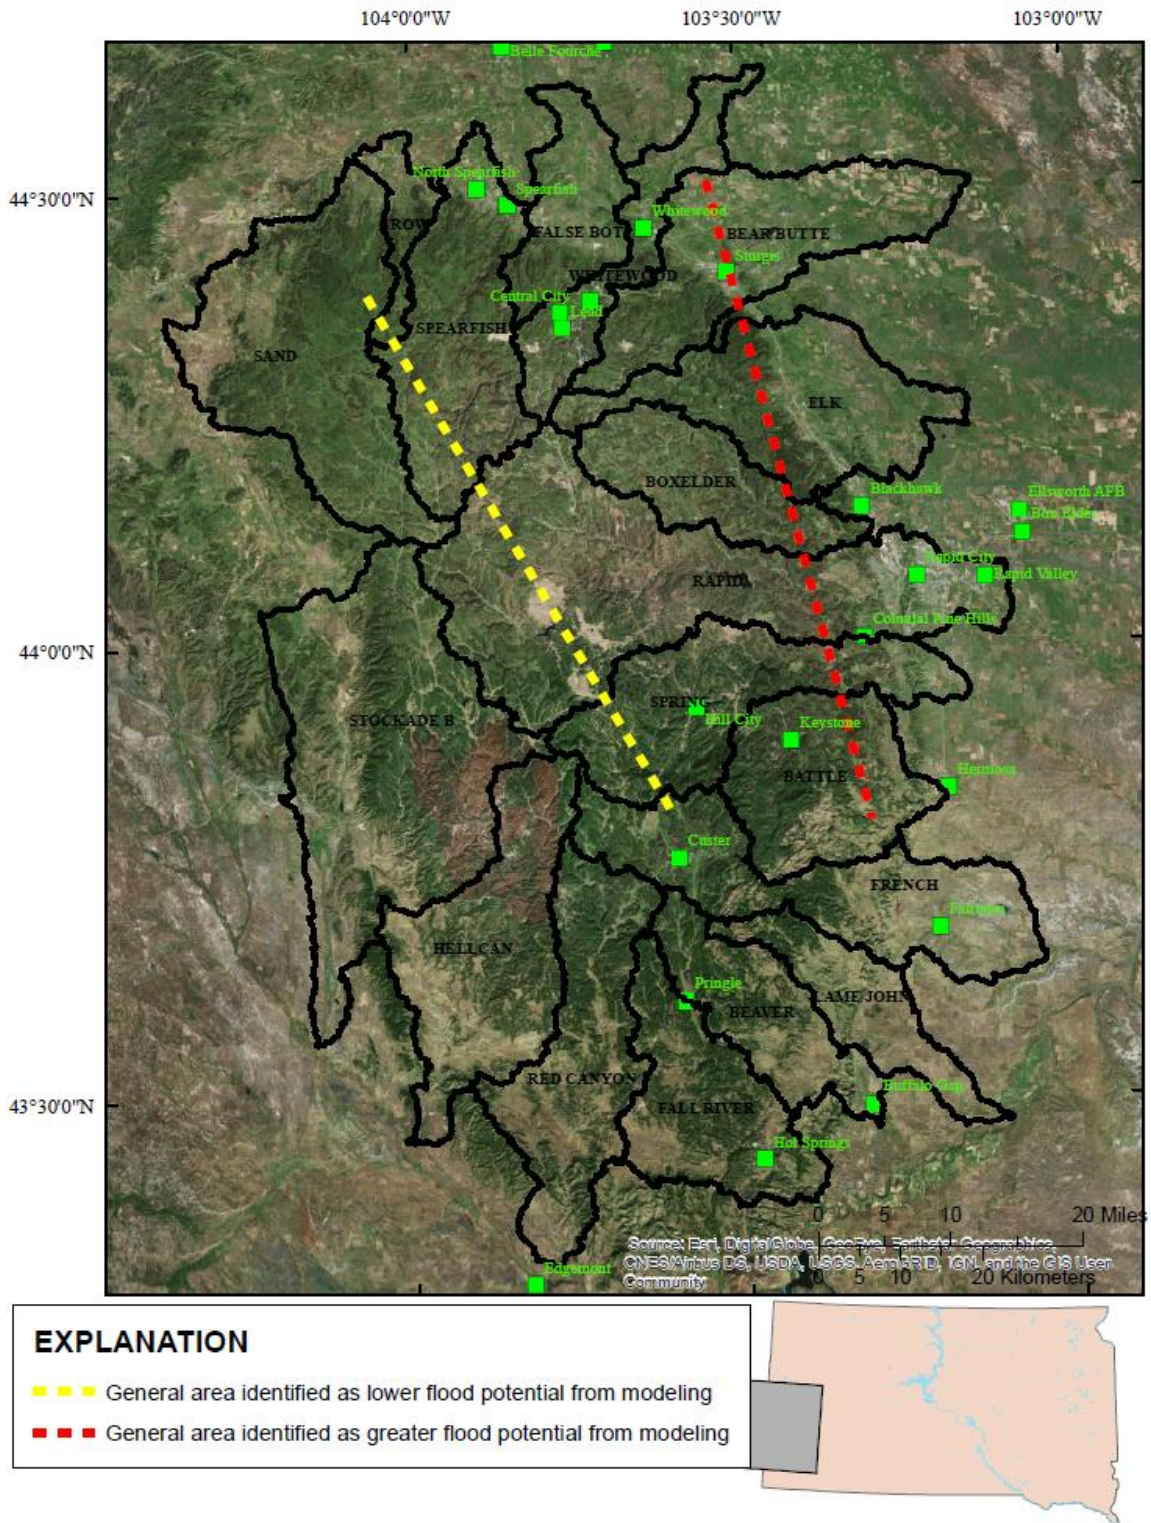 104°0'0"W 103°30'0"W 103°0'0"W
Belle Fourche
44°30'0"N
North Spearfish
Spearfish
ROW
FALSE BOT
Whitewood
BEAR BUTTE
WHITEWOOD
Sturgis
Central City
Lead
SPEARFISH
SAND
ELK
BOXELDER
Blackhawk
Ellsworth AFB
Box Elder
RAPID
Rapid City
Rapid Valley
Colonial Pine Hills
44°0'0"N
STOCKADE B
SPRING
Hill City
Keystone
BATTLE
Hermosa
Custer
FRENCH
Fairburn
HELLCAN
Pringle
BEAVER
LAME JOHN
RED CANYON
Buffalo Gap
43°30'0"N
FALL RIVER
Hot Springs
0 5 10 20 Miles
Source: Esri, DigitalGlobe, GeoEye, Earthstar Geographics,
CNES/Airbus DS, USDA, USGS, AeroGRID, IGN, and the GIS User
Community
0 5 10 20 Kilometers
Edgemont
EXPLANATION
General area identified as lower flood potential from modeling
General area identified as greater flood potential from modeling